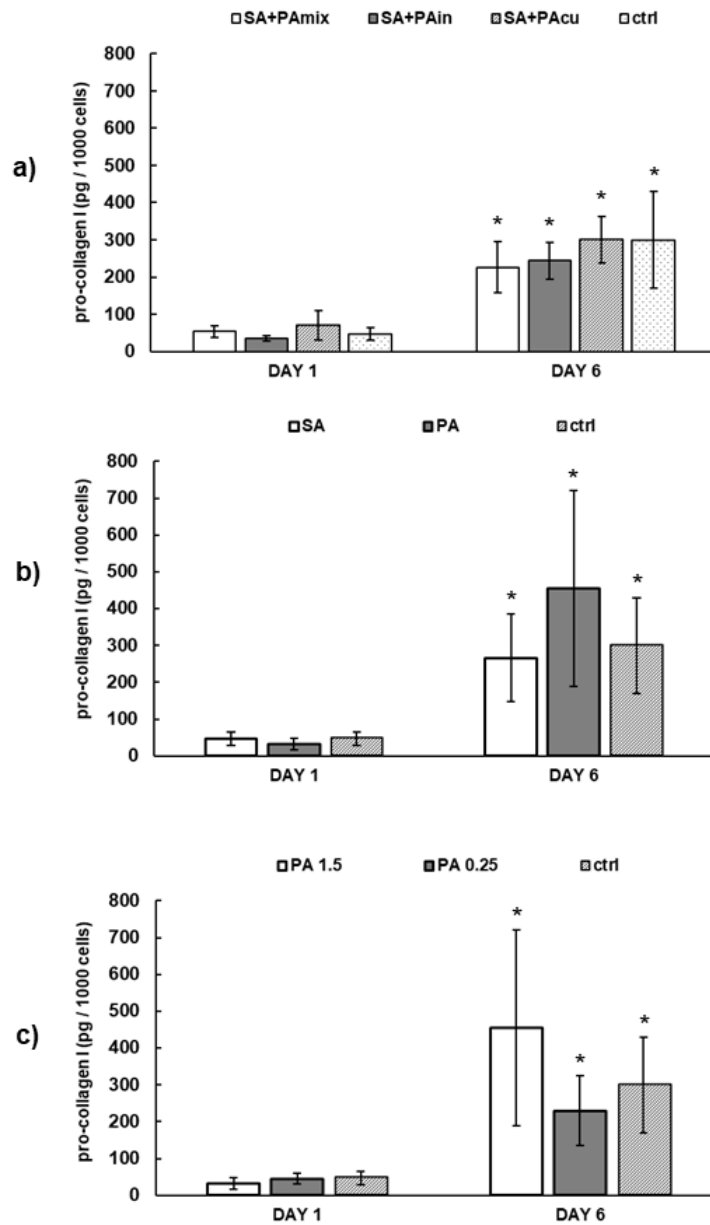 SA+PAmix SA+PAin SA+PAcu ctrl
a)
pro-collagen I (pg / 1000 cells)
800
700
600
500
400
300
200
100
0
* * * *
DAY 1 DAY 6
SA PA ctrl
b)
pro-collagen I (pg / 1000 cells)
800
700
600
500
400
300
200
100
0
* * *
DAY 1 DAY 6
PA 1.5 PA 0.25 ctrl
c)
pro-collagen I (pg / 1000 cells)
800
700
600
500
400
300
200
100
0
* * *
DAY 1 DAY 6